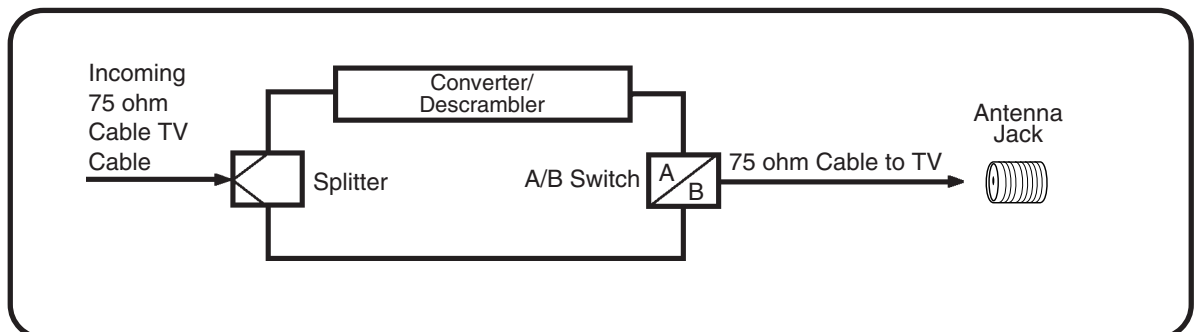 Incoming
75 ohm
Cable TV
Cable
Converter/
Descrambler
Splitter
A/B Switch
A
B
75 ohm Cable to TV
Antenna
Jack